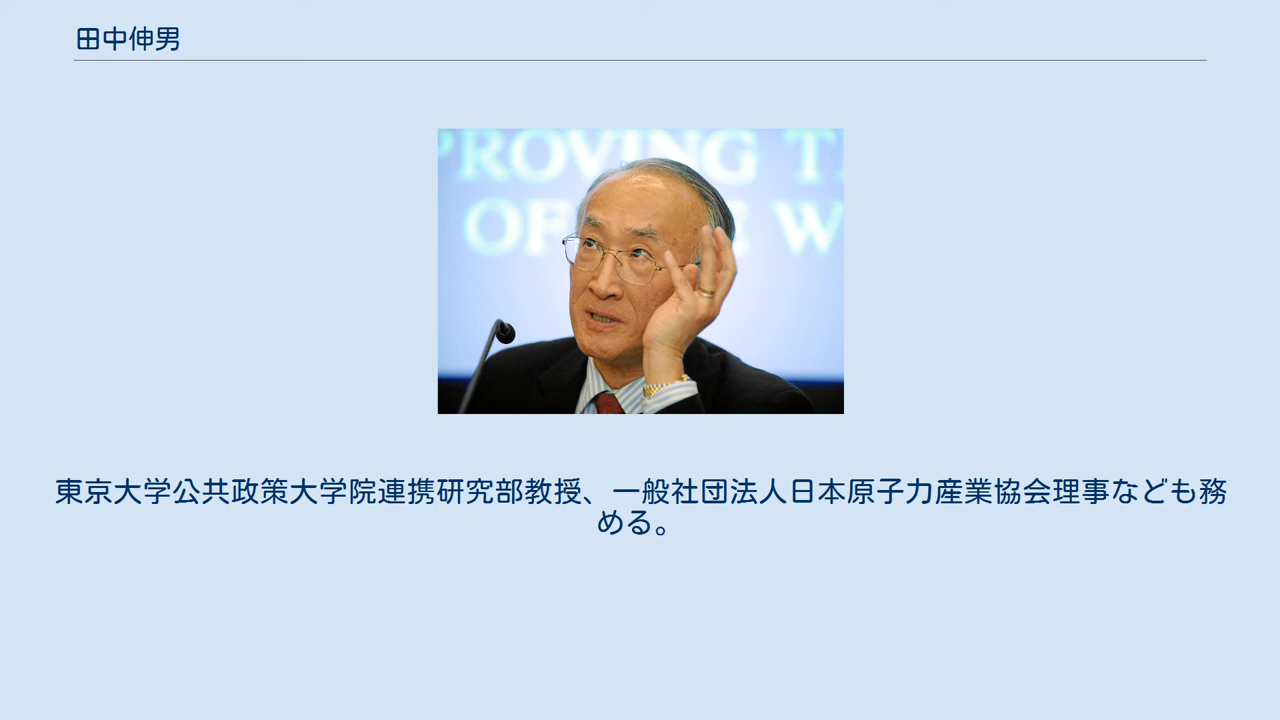 田中伸男
PROVING T
OF E W
東京大学公共政策大学院連携研究部教授、一般社団法人日本原子力産業協会理事なども務
める。